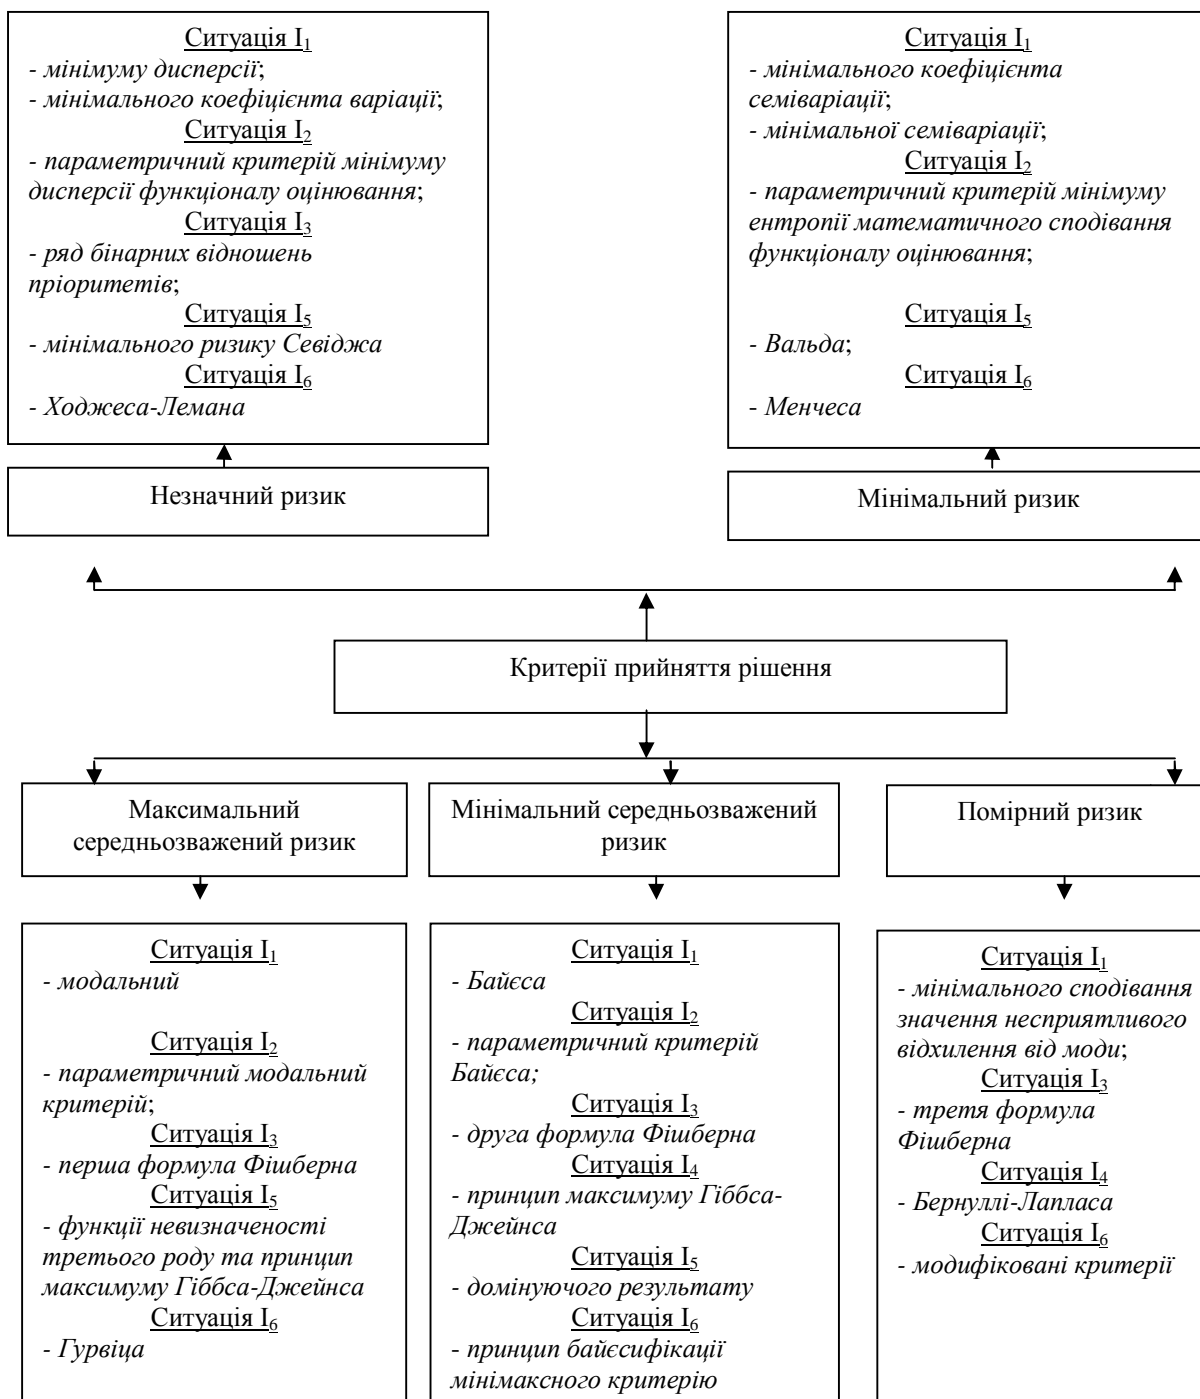 Ситуація I₁
- мінімуму дисперсії;
- мінімального коефіцієнта варіації;
Ситуація I₂
- параметричний критерій мінімуму
дисперсії функціоналу оцінювання;
Ситуація I₃
- ряд бінарних відношень
пріоритетів;
Ситуація I₅
- мінімального ризику Севіджа
Ситуація I₆
- Ходжеса-Лемана
Ситуація I₁
- мінімального коефіцієнта
семіваріації;
- мінімальної семіваріації;
Ситуація I₂
- параметричний критерій мінімуму
ентропії математичного сподівання
функціоналу оцінювання;
Ситуація I₅
- Вальда;
Ситуація I₆
- Менчеса
Незначний ризик
Мінімальний ризик
Критерії прийняття рішення
Максимальний
середньозважений ризик
Мінімальний середньозважений
ризик
Помірний ризик
Ситуація I₁
- модальний
Ситуація I₂
- параметричний модальний
критерій;
Ситуація I₃
- перша формула Фішберна
Ситуація I₅
- функції невизначеності
третього роду та принцип
максимуму Гіббса-Джейнса
Ситуація I₆
- Гурвіца
Ситуація I₁
- Байєса
Ситуація I₂
- параметричний критерій
Байєса;
Ситуація I₃
- друга формула Фішберна
Ситуація I₄
- принцип максимуму Гіббса-
Джейнса
Ситуація I₅
- домінуючого результату
Ситуація I₆
- принцип байєсифікації
мінімаксного критерію
Ситуація I₁
- мінімального сподівання
значення несприятливого
відхилення від моди;
Ситуація I₃
- третя формула
Фішберна
Ситуація I₄
- Бернуллі-Лапласа
Ситуація I₆
- модифіковані критерії